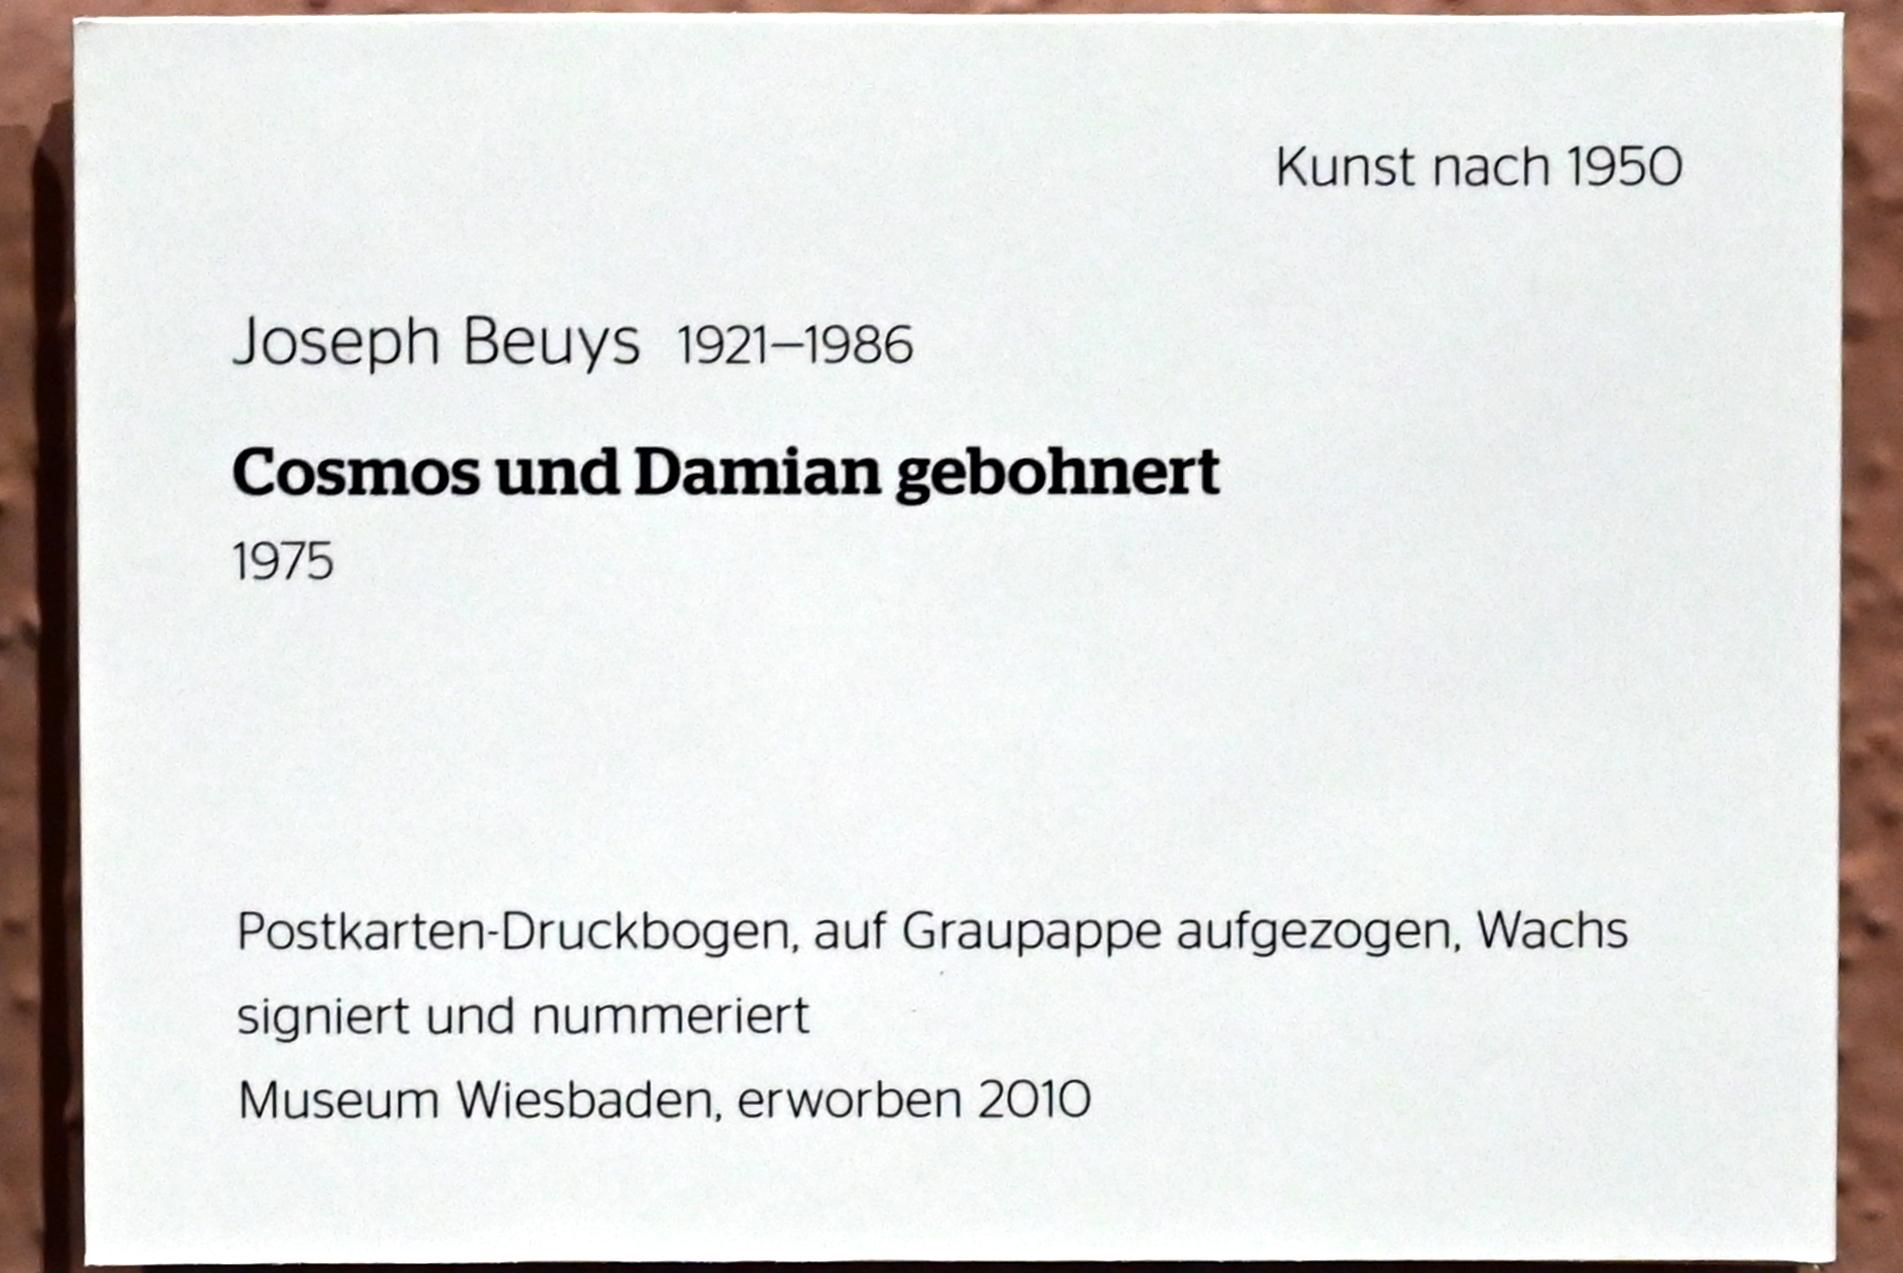 Kunst nach 1950
Joseph Beuys 1921–1986
Cosmos und Damian gebohnert
1975
Postkarten-Druckbogen, auf Graupappe aufgezogen, Wachs
signiert und nummeriert
Museum Wiesbaden, erworben 2010